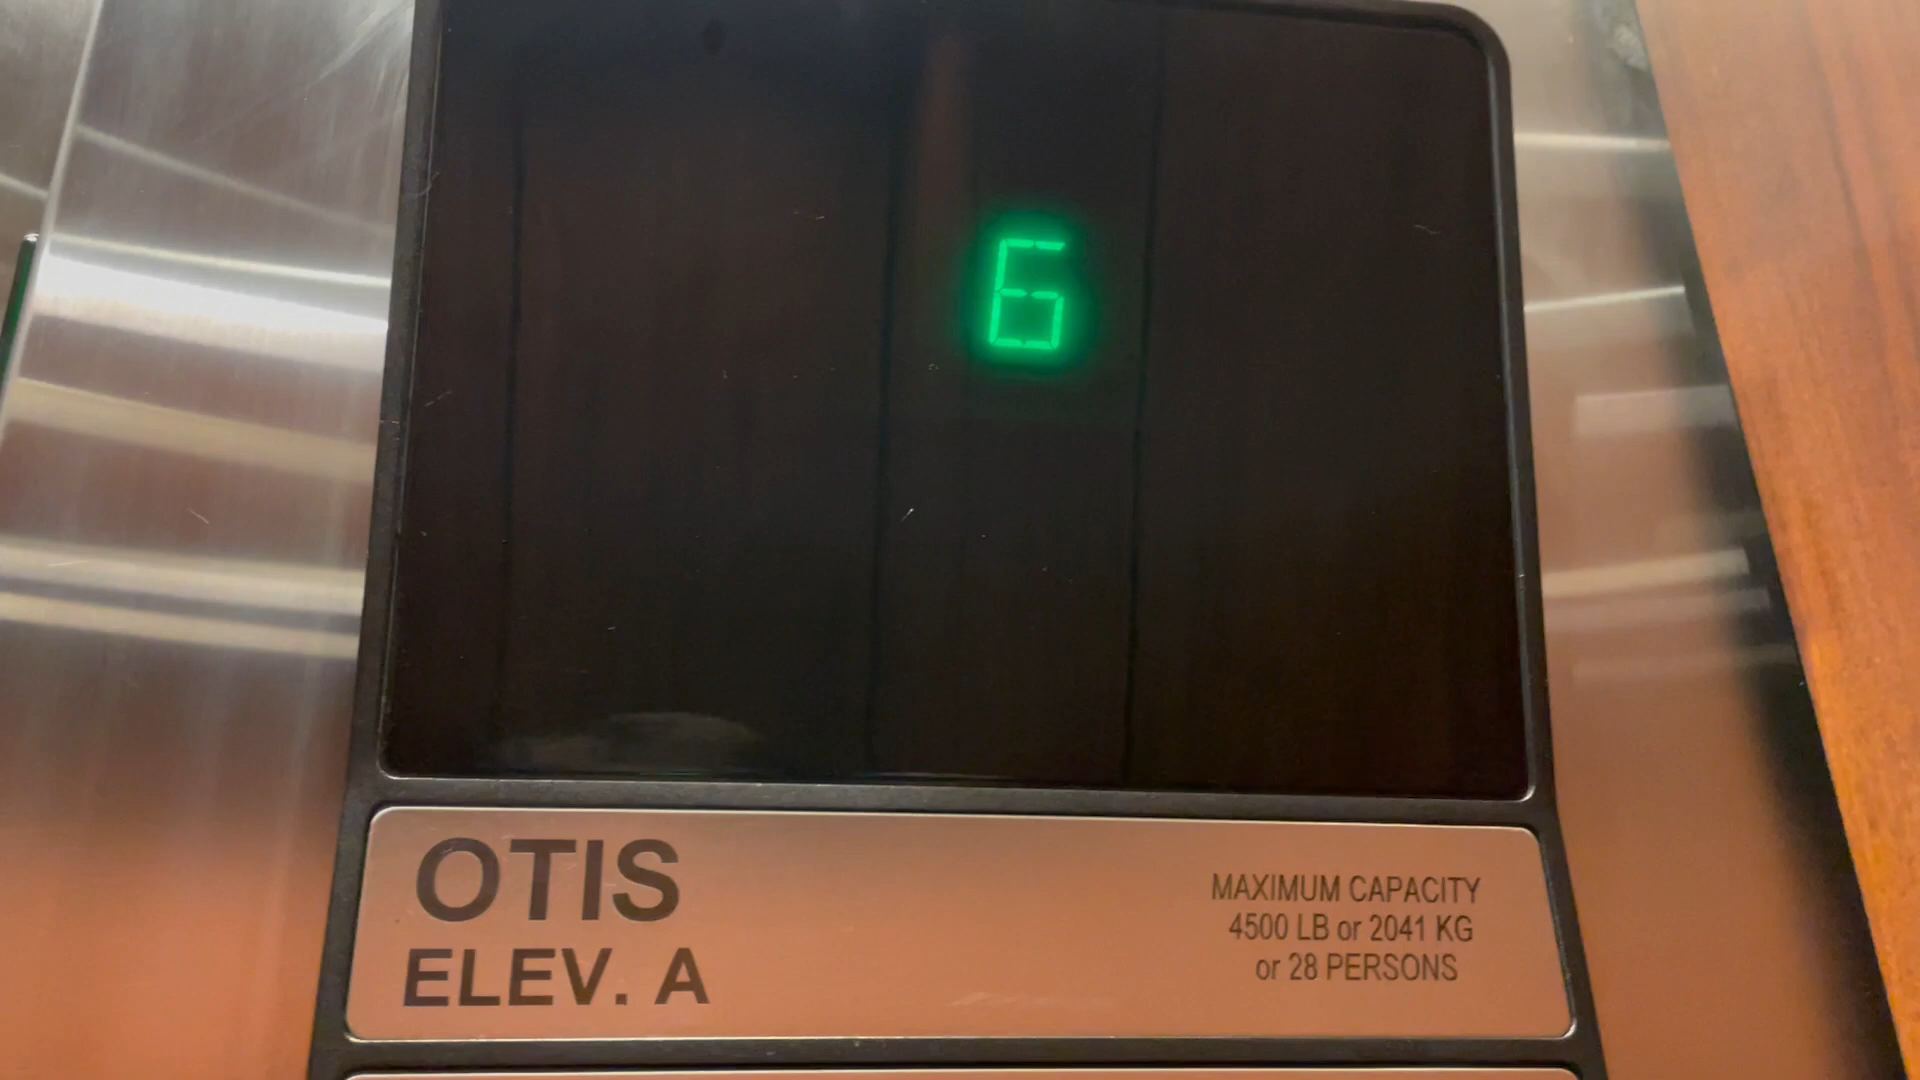 6
OTIS
ELEV. A
MAXIMUM CAPACITY
4500 LB or 2041 KG
or 28 PERSONS